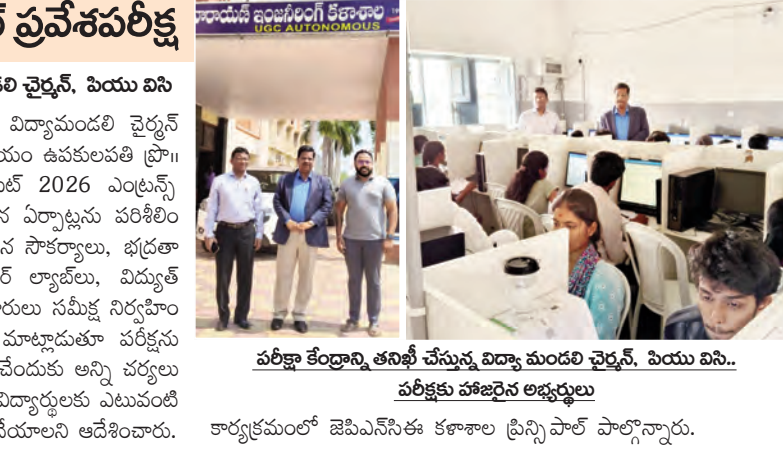 ప్రవేశపరీక్ష
చైర్మన్, పియు విసి
విద్యామండలి చైర్మన్
ఉపకులపతి ప్రొ॥
2026 ఎంట్రన్స్
ఏర్పాట్లను పరిశీలిం
సౌకర్యాలు, భద్రతా
ల్యాబ్‌లు, విద్యుత్
సమీక్ష నిర్వహిం
మాట్లాడుతూ పరీక్షను
అన్ని చర్యలు
విద్యార్థులకు ఎటువంటి
ఆదేశించారు.
ఇంజనీరింగ్ కళాశాల
UGC AUTONOMOUS
పరీక్షా కేంద్రాన్ని తనిఖీ చేస్తున్న విద్యా మండలి చైర్మన్, పియు విసి..
పరీక్షకు హాజరైన అభ్యర్థులు
కార్యక్రమంలో జెపిఎన్‌సిఈ కళాశాల ప్రిన్సిపాల్ పాల్గొన్నారు.